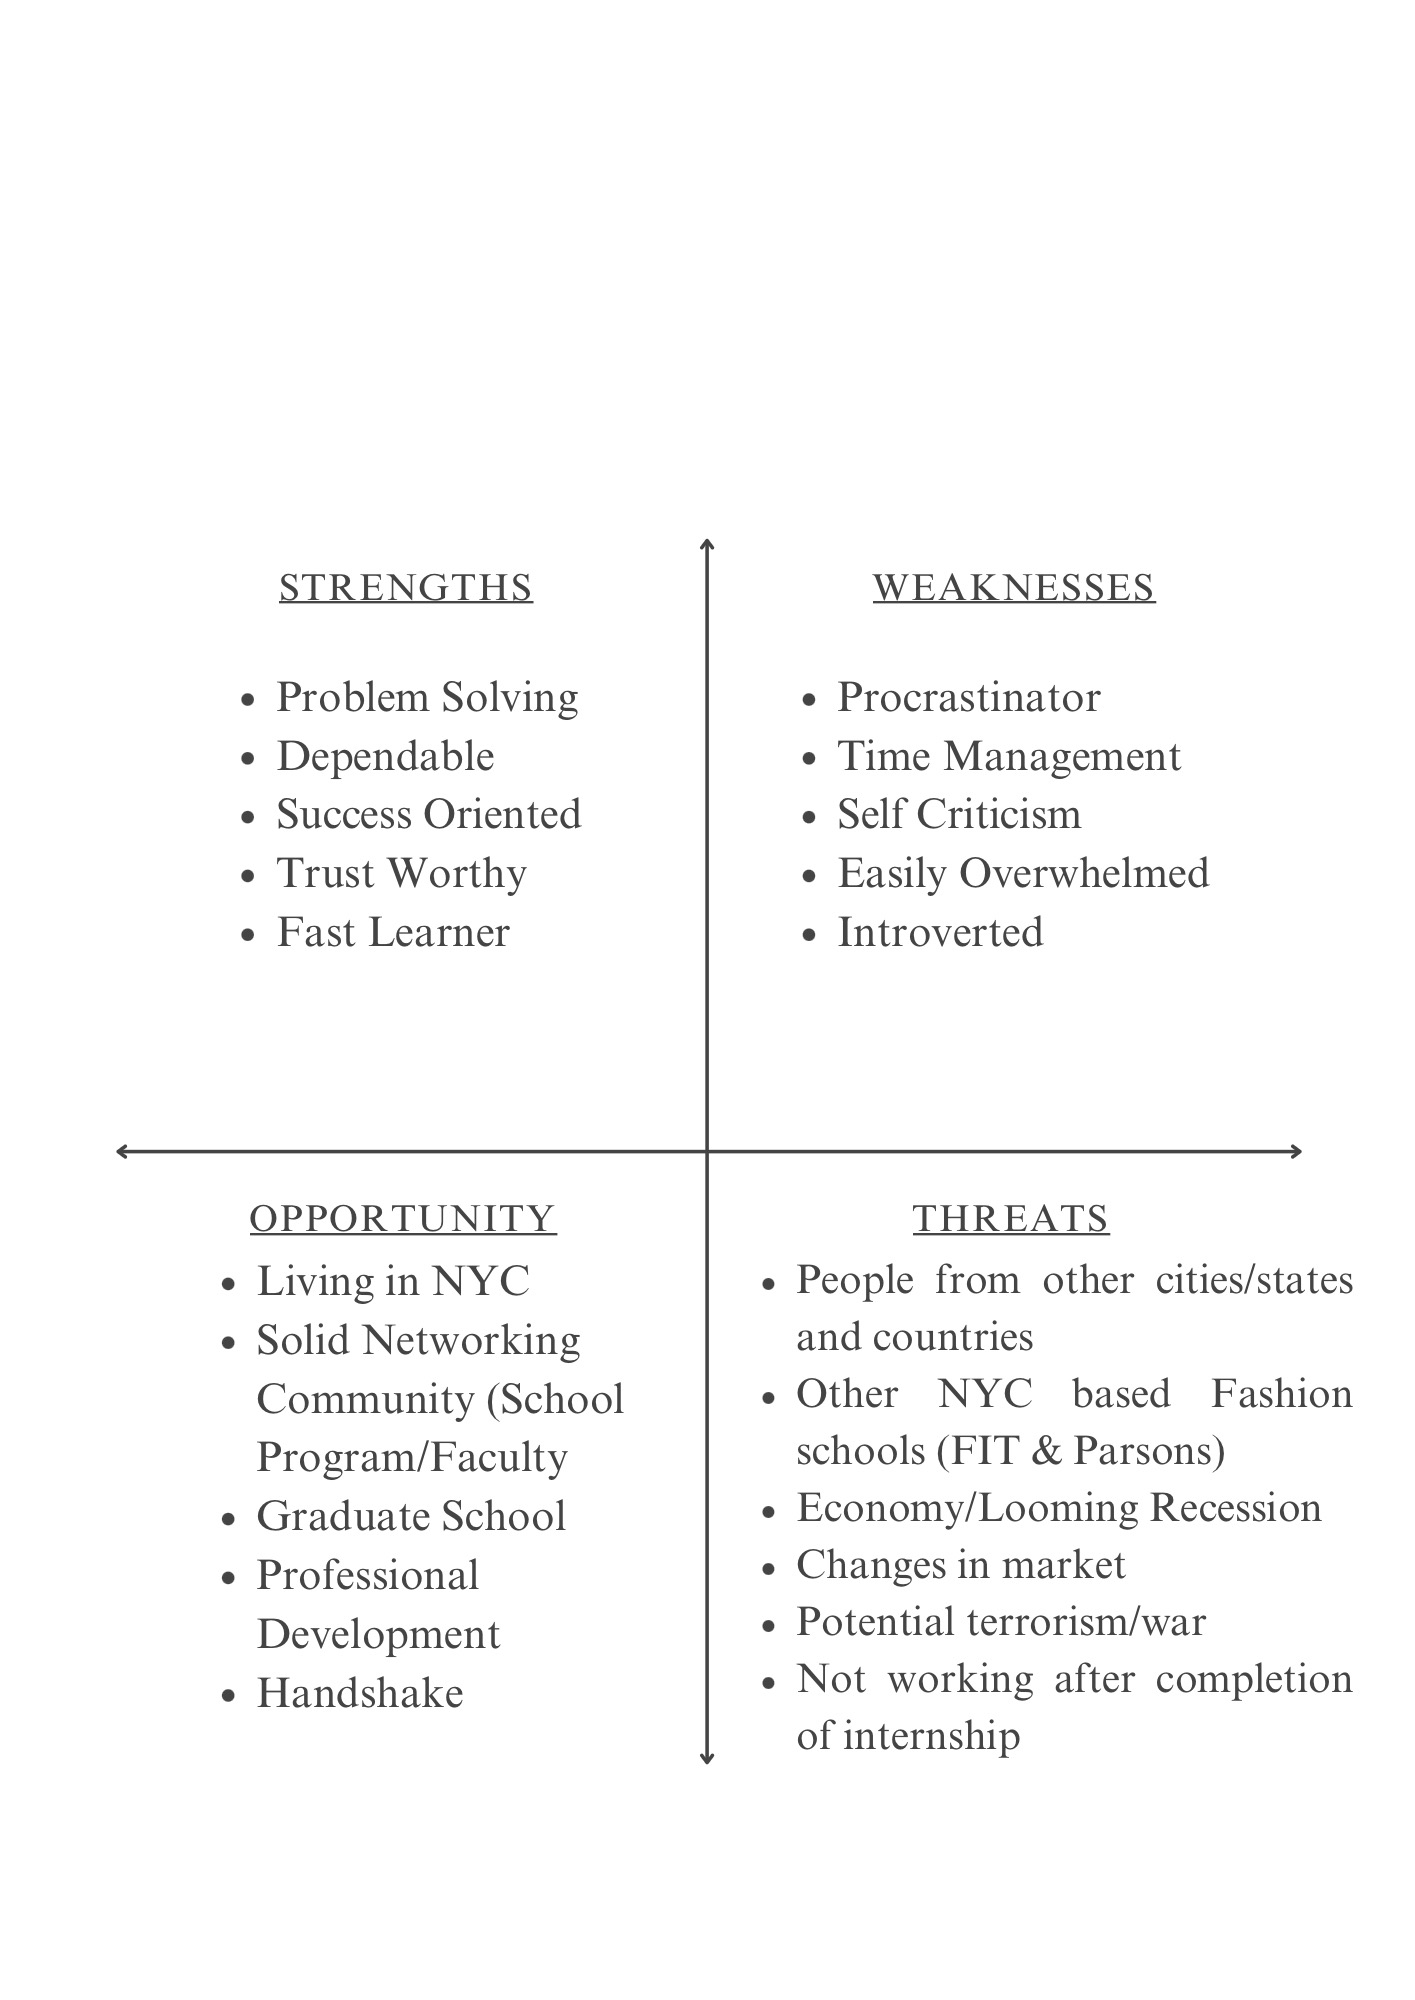 STRENGTHS
• Problem Solving
• Dependable
• Success Oriented
• Trust Worthy
• Fast Learner
WEAKNESSES
• Procrastinator
• Time Management
• Self Criticism
• Easily Overwhelmed
• Introverted
OPPORTUNITY
• Living in NYC
• Solid Networking
Community (School
Program/Faculty
• Graduate School
• Professional
Development
• Handshake
THREATS
• People from other cities/states
and countries
• Other NYC based Fashion
schools (FIT & Parsons)
• Economy/Looming Recession
• Changes in market
• Potential terrorism/war
• Not working after completion
of internship